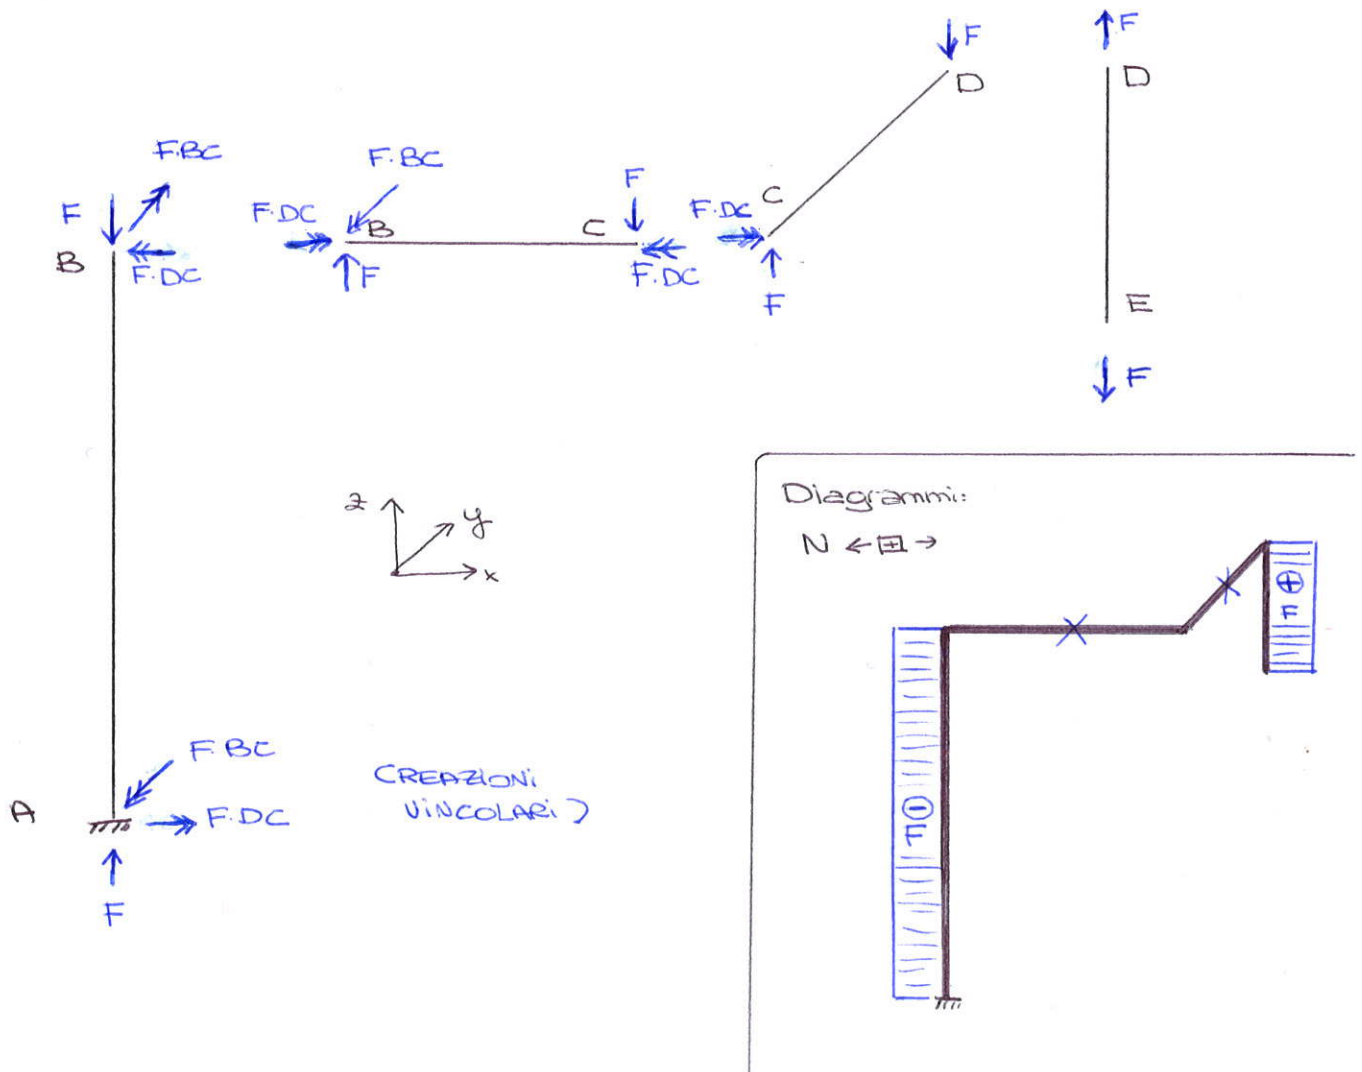 F
F
F
D
D
F·BC
F·BC
F
F
C
F·DC
F·DC
B
C
B
F·DC
F·DC
F
F
E
F
Diagrammi:
N ← + →
z
y
x
+
F
F·BC
A
F·DC
F
CREAZIONI
VINCOLARI)
-
F